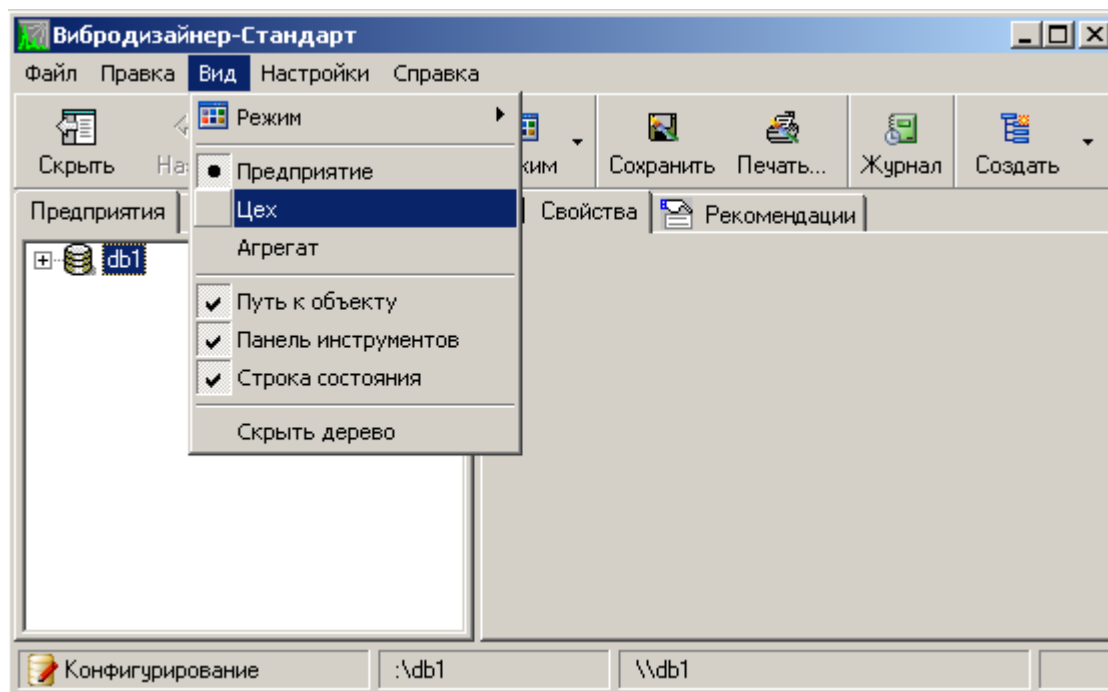 Вибродизайнер-Стандарт
Файл Правка Вид Настройки Справка
Скрыть
Сохранить Печать... Журнал Создать
Режим
Предприятие
Цех
Агрегат
Путь к объекту
Панель инструментов
Строка состояния
Скрыть дерево
Предприятия
Свойства Рекомендации
db1
Конфигурирование :\db1 \\db1